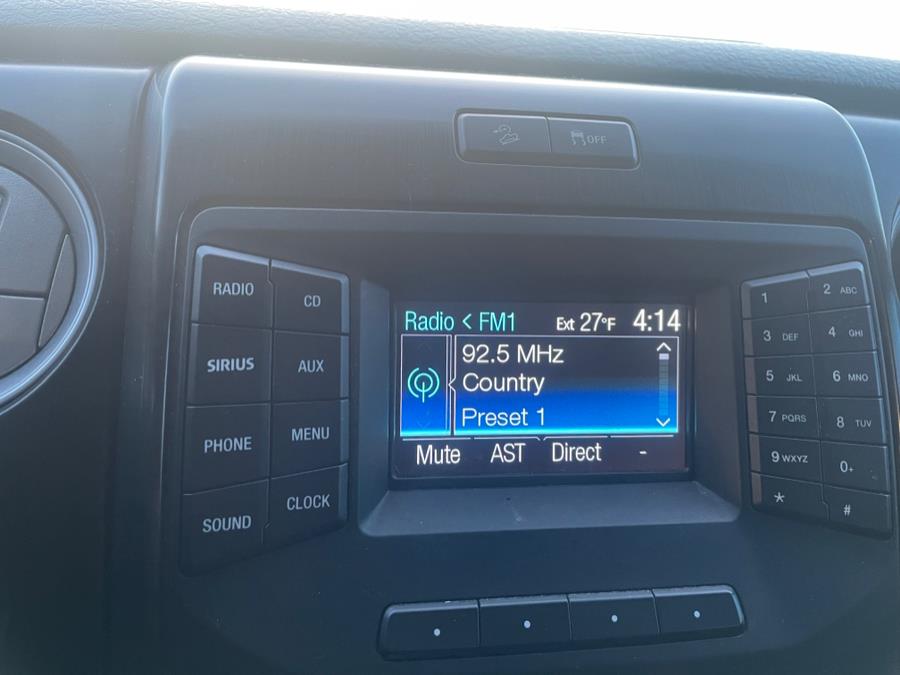 OFF
RADIO
CD
SIRIUS
AUX
PHONE
MENU
SOUND
CLOCK
Radio < FM1 Ext 27°F 4:14
92.5 MHz
Country
Preset 1
Mute AST Direct -
1
2 ABC
3 DEF
4 GHI
5 JKL
6 MNO
7 PQRS
8 TUV
9 WXYZ
0+
*
#